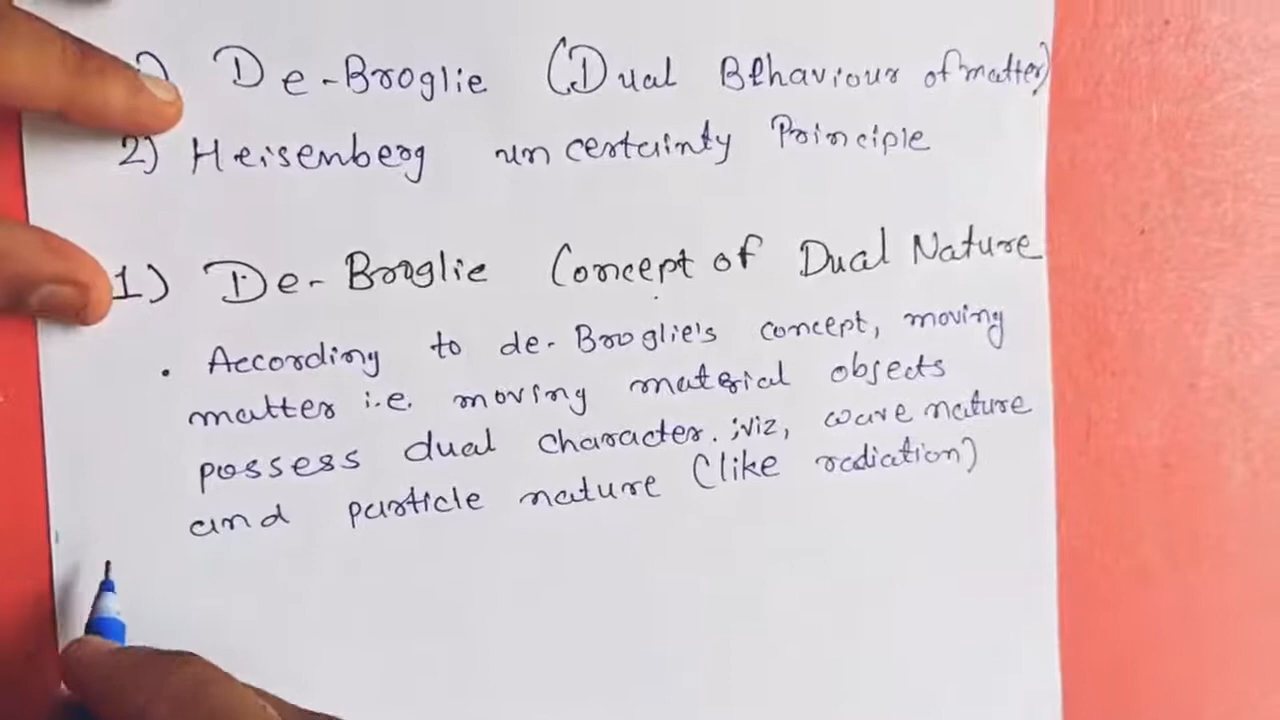 1) De-Broglie (Dual Behaviour of matter)
2) Heisenberg uncertainty Principle
1) De-Broglie Concept of Dual Nature
. According to de-Broglie's concept, moving
matter i.e. moving material objects
possess dual character. ;viz, wave nature
and particle nature (like radiation)